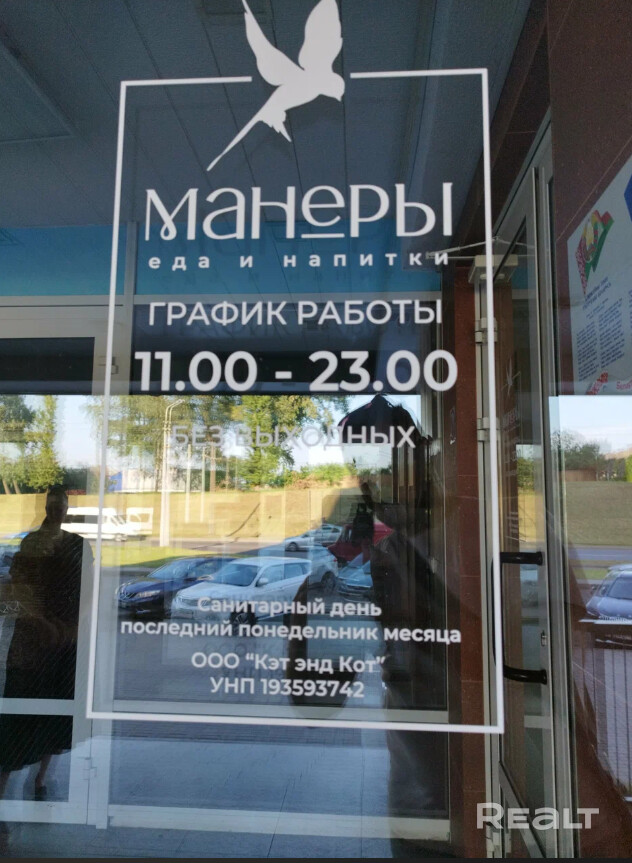 МАНЕРЫ
еда и напитки
ГРАФИК РАБОТЫ
11.00 - 23.00
БЕЗ ВЫХОДНЫХ
Санитарный день
последний понедельник месяца
ООО "Кэт энд Кот"
УНП 193593742
REALT